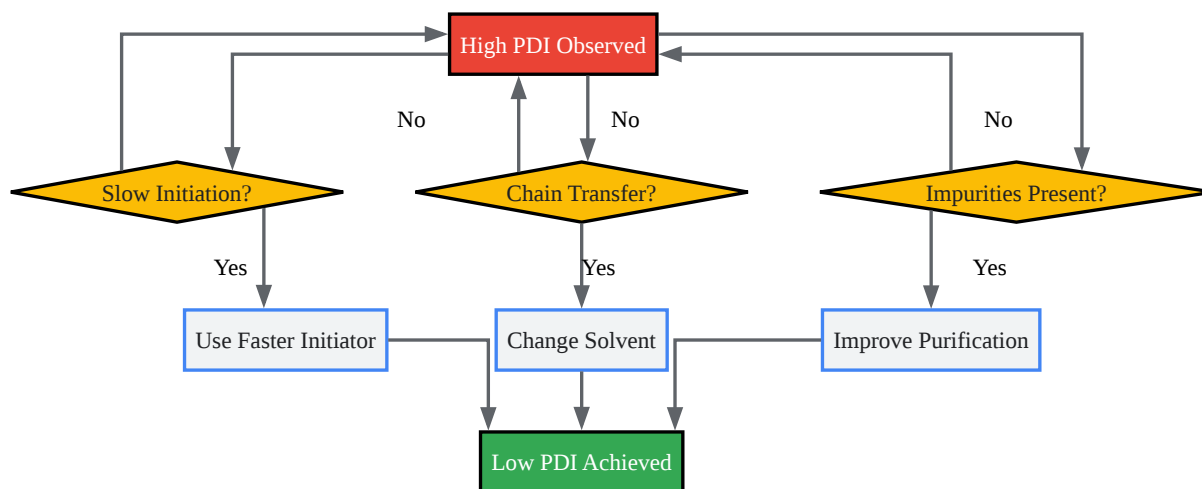 High PDI Observed
No
No
No
Slow Initiation?
Chain Transfer?
Impurities Present?
Yes
Yes
Yes
Use Faster Initiator
Change Solvent
Improve Purification
Low PDI Achieved